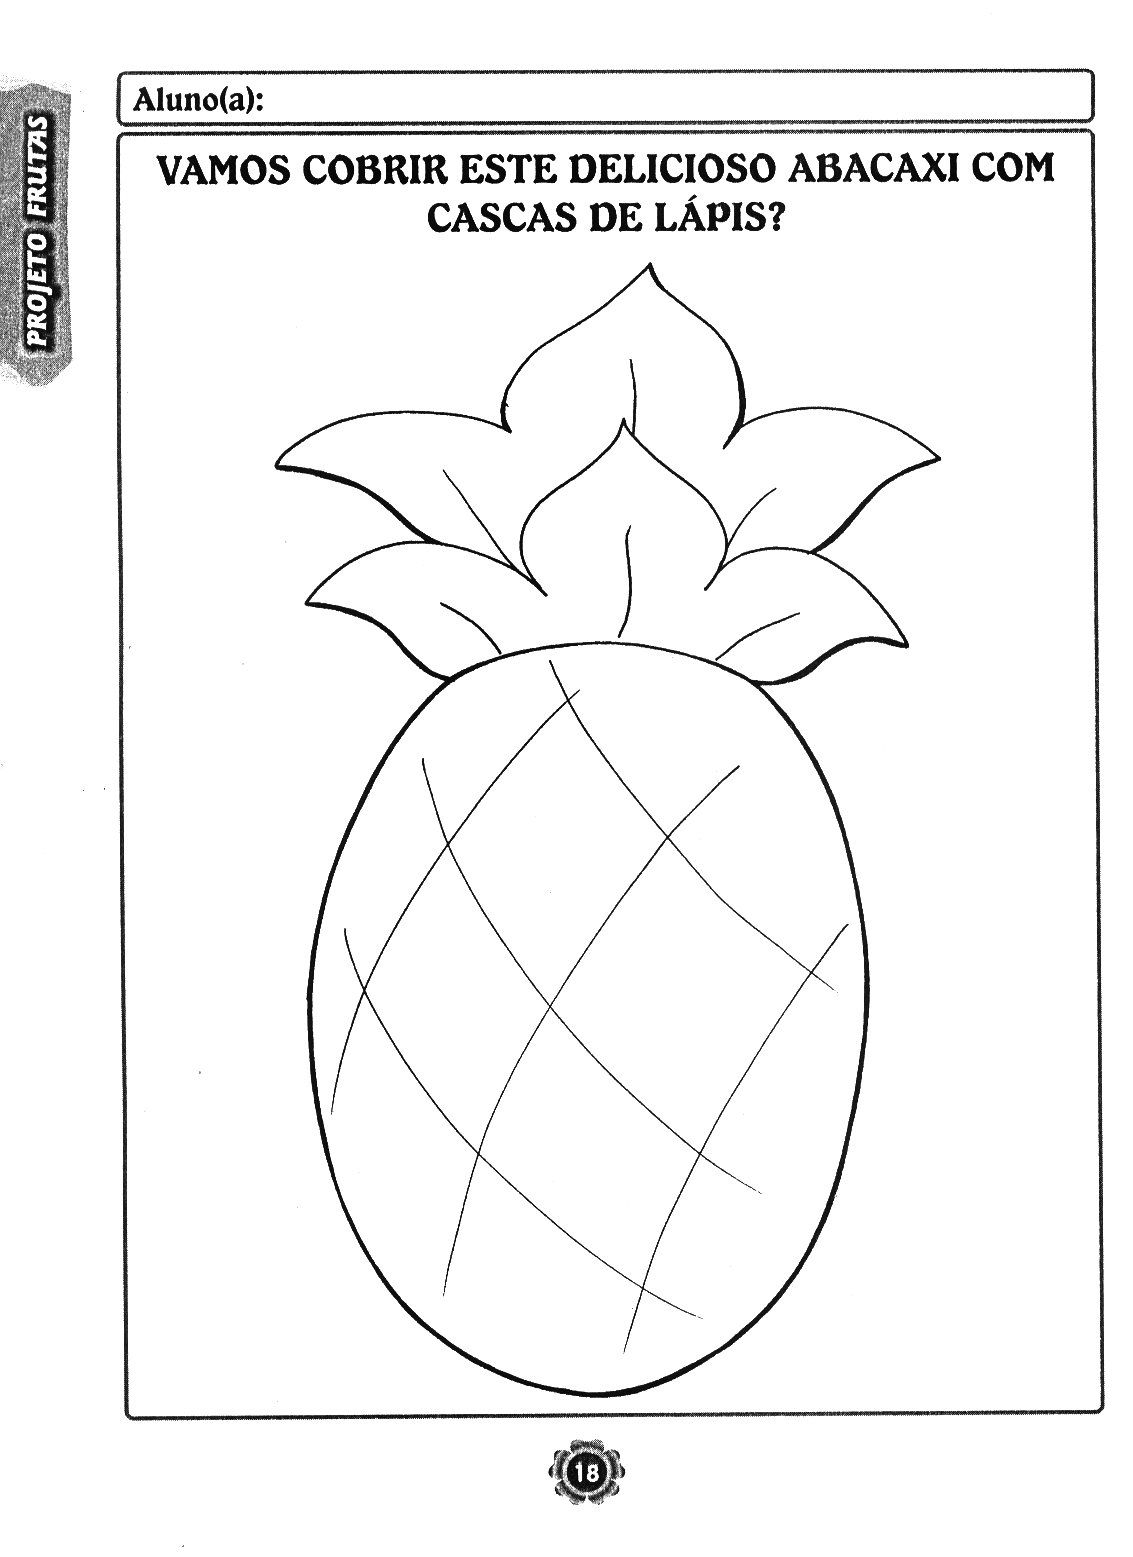 Aluno(a):
PROJETO FRUTAS
VAMOS COBRIR ESTE DELICIOSO ABACAXI COM
CASCAS DE LÁPIS?
18